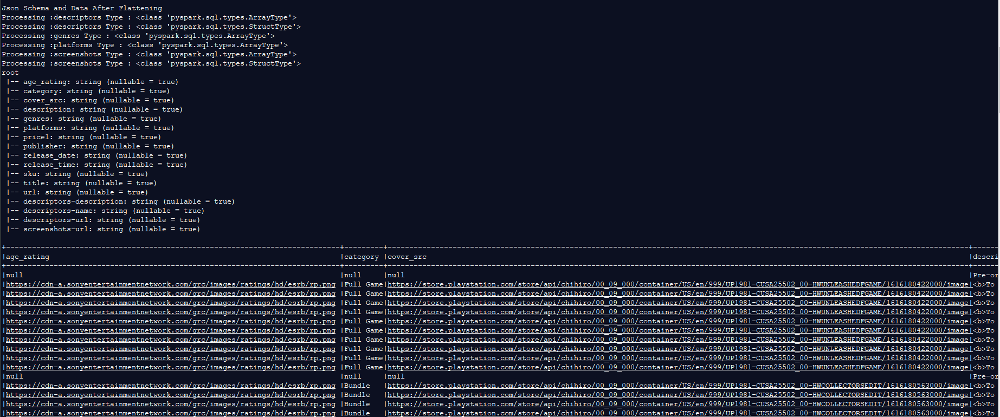 Json Schema and Data After Flattening
Processing :descriptors Type : <class 'pyspark.sql.types.ArrayType'>
Processing :descriptors Type : <class 'pyspark.sql.types.StructType'>
Processing :genres Type : <class 'pyspark.sql.types.ArrayType'>
Processing :platforms Type : <class 'pyspark.sql.types.ArrayType'>
Processing :screenshots Type : <class 'pyspark.sql.types.ArrayType'>
Processing :screenshots Type : <class 'pyspark.sql.types.StructType'>
root
 |-- age_rating: string (nullable = true)
 |-- category: string (nullable = true)
 |-- cover_src: string (nullable = true)
 |-- description: string (nullable = true)
 |-- genres: string (nullable = true)
 |-- platforms: string (nullable = true)
 |-- price1: string (nullable = true)
 |-- publisher: string (nullable = true)
 |-- release_date: string (nullable = true)
 |-- release_time: string (nullable = true)
 |-- sku: string (nullable = true)
 |-- title: string (nullable = true)
 |-- url: string (nullable = true)
 |-- descriptors-description: string (nullable = true)
 |-- descriptors-name: string (nullable = true)
 |-- descriptors-url: string (nullable = true)
 |-- screenshots-url: string (nullable = true)
|age_rating |category |cover_src |descri
|null |null |null |Pre-or
|https://cdn-a.sonyentertainmentnetwork.com/grc/images/ratings/hd/esrb/rp.png |Full Game|https://store.playstation.com/store/api/chihiro/00_09_000/container/US/en/999/UP1981-CUSA25502_00-HWUNLEASHEDFGAME/1616180422000/image|<b>To
|https://cdn-a.sonyentertainmentnetwork.com/grc/images/ratings/hd/esrb/rp.png |Full Game|https://store.playstation.com/store/api/chihiro/00_09_000/container/US/en/999/UP1981-CUSA25502_00-HWUNLEASHEDFGAME/1616180422000/image|<b>To
|https://cdn-a.sonyentertainmentnetwork.com/grc/images/ratings/hd/esrb/rp.png |Full Game|https://store.playstation.com/store/api/chihiro/00_09_000/container/US/en/999/UP1981-CUSA25502_00-HWUNLEASHEDFGAME/1616180422000/image|<b>To
|https://cdn-a.sonyentertainmentnetwork.com/grc/images/ratings/hd/esrb/rp.png |Full Game|https://store.playstation.com/store/api/chihiro/00_09_000/container/US/en/999/UP1981-CUSA25502_00-HWUNLEASHEDFGAME/1616180422000/image|<b>To
|https://cdn-a.sonyentertainmentnetwork.com/grc/images/ratings/hd/esrb/rp.png |Full Game|https://store.playstation.com/store/api/chihiro/00_09_000/container/US/en/999/UP1981-CUSA25502_00-HWUNLEASHEDFGAME/1616180422000/image|<b>To
|https://cdn-a.sonyentertainmentnetwork.com/grc/images/ratings/hd/esrb/rp.png |Full Game|https://store.playstation.com/store/api/chihiro/00_09_000/container/US/en/999/UP1981-CUSA25502_00-HWUNLEASHEDFGAME/1616180422000/image|<b>To
|https://cdn-a.sonyentertainmentnetwork.com/grc/images/ratings/hd/esrb/rp.png |Full Game|https://store.playstation.com/store/api/chihiro/00_09_000/container/US/en/999/UP1981-CUSA25502_00-HWUNLEASHEDFGAME/1616180422000/image|<b>To
|https://cdn-a.sonyentertainmentnetwork.com/grc/images/ratings/hd/esrb/rp.png |Full Game|https://store.playstation.com/store/api/chihiro/00_09_000/container/US/en/999/UP1981-CUSA25502_00-HWUNLEASHEDFGAME/1616180422000/image|<b>To
|https://cdn-a.sonyentertainmentnetwork.com/grc/images/ratings/hd/esrb/rp.png |Full Game|https://store.playstation.com/store/api/chihiro/00_09_000/container/US/en/999/UP1981-CUSA25502_00-HWUNLEASHEDFGAME/1616180422000/image|<b>To
|https://cdn-a.sonyentertainmentnetwork.com/grc/images/ratings/hd/esrb/rp.png |Full Game|https://store.playstation.com/store/api/chihiro/00_09_000/container/US/en/999/UP1981-CUSA25502_00-HWUNLEASHEDFGAME/1616180422000/image|<b>To
|null |null |null |Pre-or
|https://cdn-a.sonyentertainmentnetwork.com/grc/images/ratings/hd/esrb/rp.png |Bundle |https://store.playstation.com/store/api/chihiro/00_09_000/container/US/en/999/UP1981-CUSA25502_00-HWCOLLECTORSEDIT/1616180563000/image|<b>To
|https://cdn-a.sonyentertainmentnetwork.com/grc/images/ratings/hd/esrb/rp.png |Bundle |https://store.playstation.com/store/api/chihiro/00_09_000/container/US/en/999/UP1981-CUSA25502_00-HWCOLLECTORSEDIT/1616180563000/image|<b>To
|https://cdn-a.sonyentertainmentnetwork.com/grc/images/ratings/hd/esrb/rp.png |Bundle |https://store.playstation.com/store/api/chihiro/00_09_000/container/US/en/999/UP1981-CUSA25502_00-HWCOLLECTORSEDIT/1616180563000/image|<b>To
|https://cdn-a.sonyentertainmentnetwork.com/grc/images/ratings/hd/esrb/rp.png |Bundle |https://store.playstation.com/store/api/chihiro/00_09_000/container/US/en/999/UP1981-CUSA25502_00-HWCOLLECTORSEDIT/1616180563000/image|<b>To